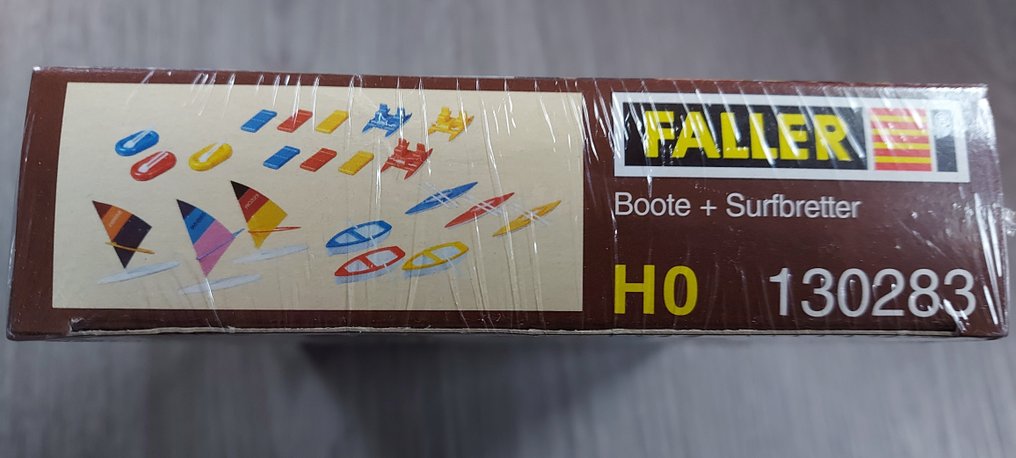 FALLER
Boote + Surfbretter
H0 130283